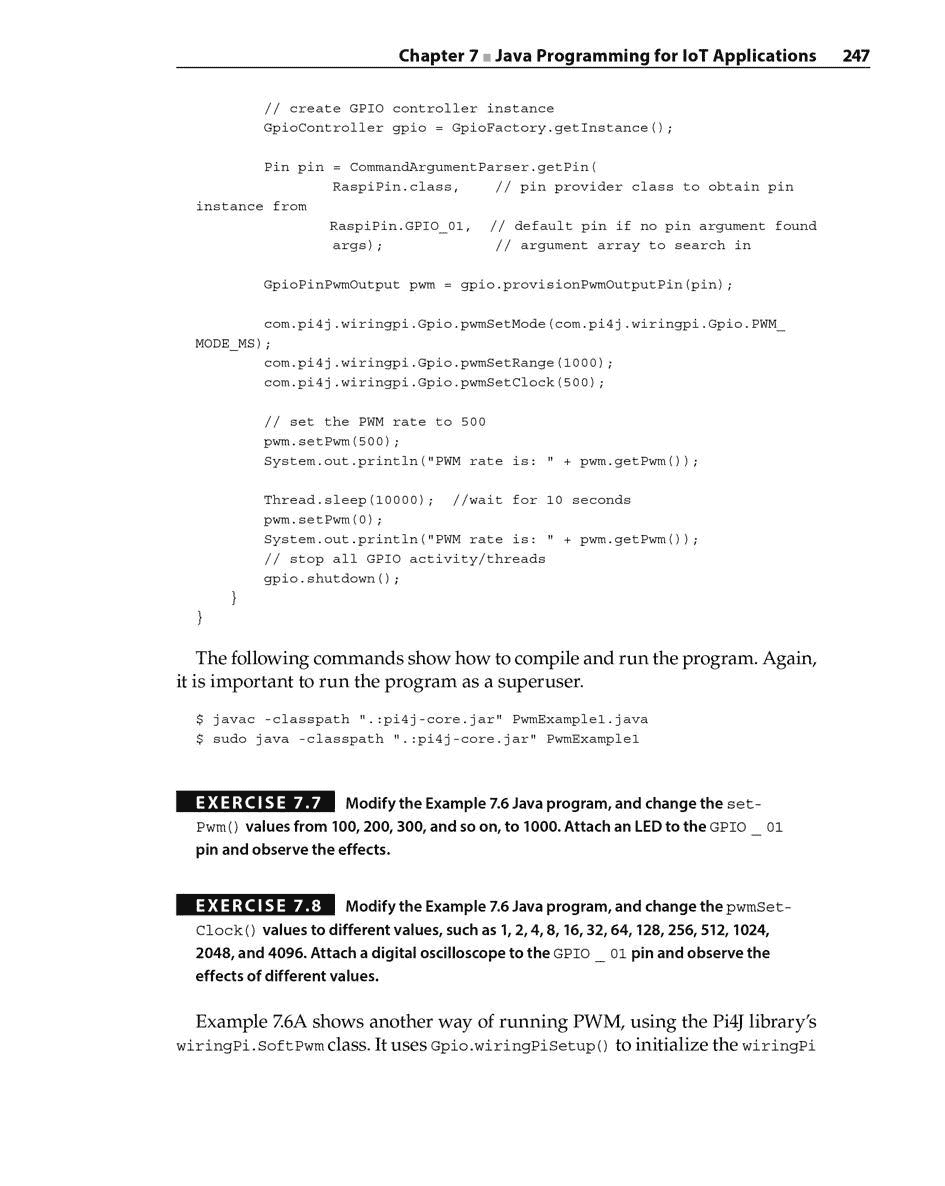 Chapter 7 ■ Java Programming for IoT Applications 247
// create GPIO controller instance
GpioController gpio = GpioFactory.getInstance();
Pin pin = CommandArgumentParser.getPin(
RaspiPin.class, // pin provider class to obtain pin
instance from
RaspiPin.GPIO_01, // default pin if no pin argument found
args); // argument array to search in
GpioPinPwmOutput pwm = gpio.provisionPwmOutputPin(pin);
com.pi4j.wiringpi.Gpio.pwmSetMode(com.pi4j.wiringpi.Gpio.PWM_
MODE_MS);
com.pi4j.wiringpi.Gpio.pwmSetRange(1000);
com.pi4j.wiringpi.Gpio.pwmSetClock(500);
// set the PWM rate to 500
pwm.setPwm(500);
System.out.println("PWM rate is: " + pwm.getPwm());
Thread.sleep(10000); //wait for 10 seconds
pwm.setPwm(0);
System.out.println("PWM rate is: " + pwm.getPwm());
// stop all GPIO activity/threads
gpio.shutdown();
}
}
The following commands show how to compile and run the program. Again,
it is important to run the program as a superuser.
$ javac -classpath ".:pi4j-core.jar" PwmExample1.java
$ sudo java -classpath ".:pi4j-core.jar" PwmExample1
EXERCISE 7.7 Modify the Example 7.6 Java program, and change the set-
Pwm() values from 100, 200, 300, and so on, to 1000. Attach an LED to the GPIO _ 01
pin and observe the effects.
EXERCISE 7.8 Modify the Example 7.6 Java program, and change the pwmSet-
Clock() values to different values, such as 1, 2, 4, 8, 16, 32, 64, 128, 256, 512, 1024,
2048, and 4096. Attach a digital oscilloscope to the GPIO _ 01 pin and observe the
effects of different values.
Example 7.6A shows another way of running PWM, using the Pi4J library's
wiringPi.SoftPwm class. It uses Gpio.wiringPiSetup() to initialize the wiringPi